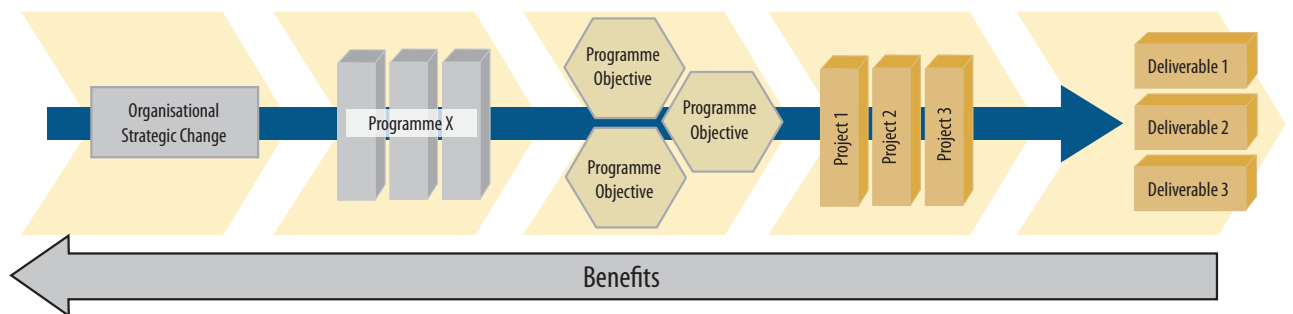 Organisational
Strategic Change
Programme X
Programme
Objective
Programme
Objective
Programme
Objective
Project 1
Project 2
Project 3
Deliverable 1
Deliverable 2
Deliverable 3
Benefits